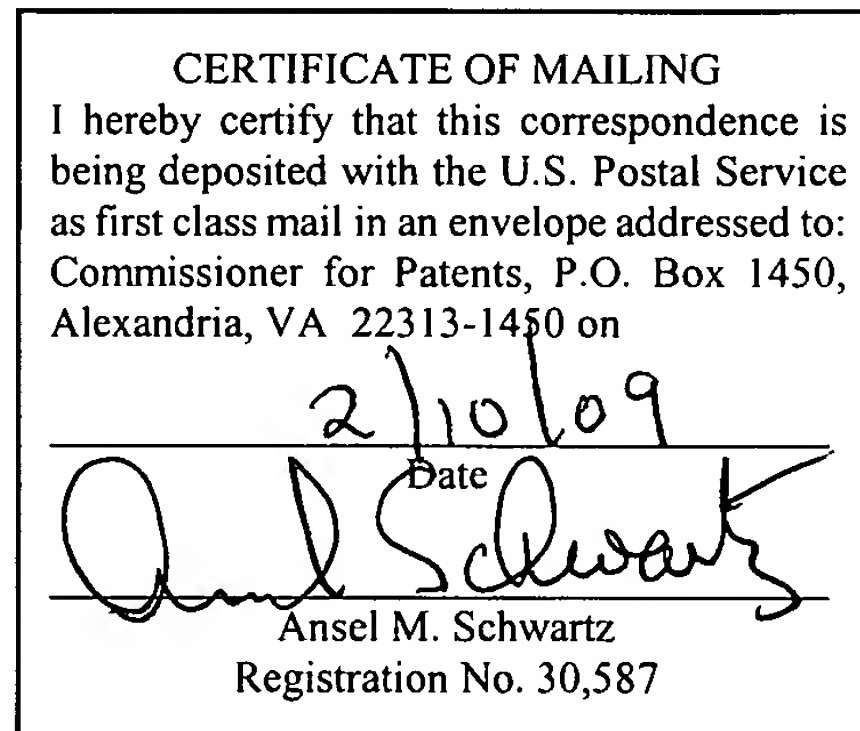 CERTIFICATE OF MAILING
I hereby certify that this correspondence is
being deposited with the U.S. Postal Service
as first class mail in an envelope addressed to:
Commissioner for Patents, P.O. Box 1450,
Alexandria, VA 22313-1450 on
2/10/09
Date
Ansel Schwartz
Ansel M. Schwartz
Registration No. 30,587